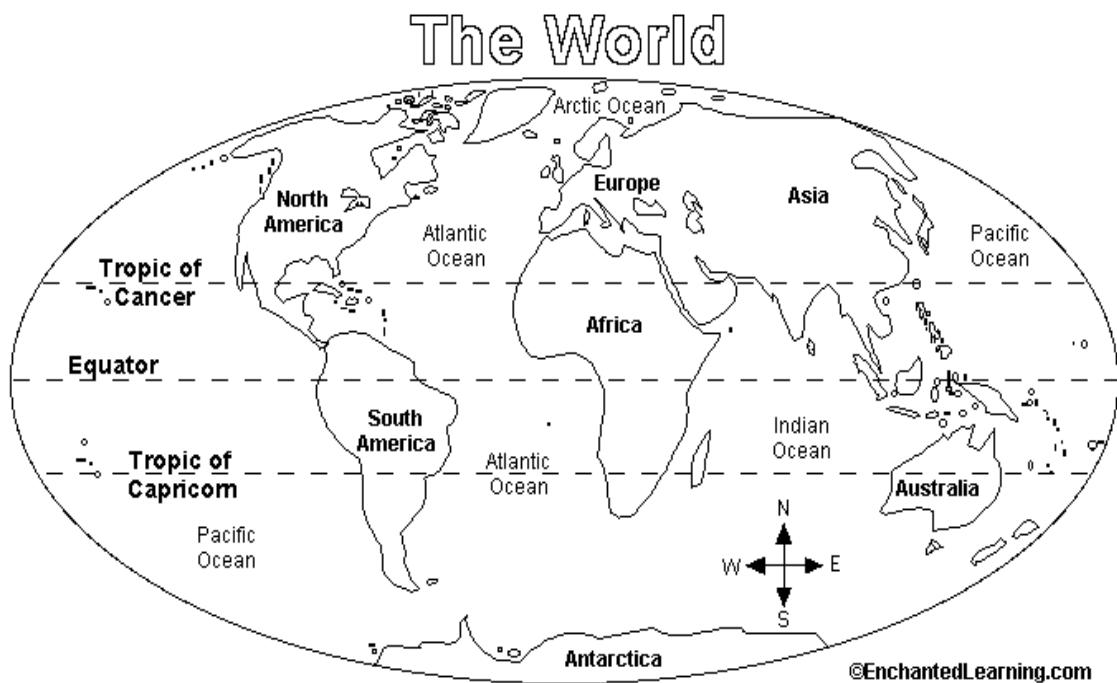 The World
Arctic Ocean
North
America
Europe
Asia
Atlantic
Ocean
Pacific
Ocean
Tropic of
Cancer
Africa
Equator
South
America
Indian
Ocean
Atlantic
Ocean
Tropic of
Capricorn
Australia
Pacific
Ocean
N
W
E
S
Antarctica
©EnchantedLearning.com